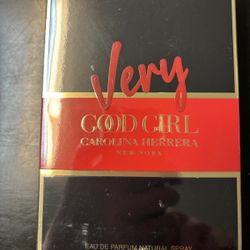 Very
GOOD GIRL
CAROLINA HERRERA
NEW YORK
EAU DE PARFUM NATURAL SPRAY